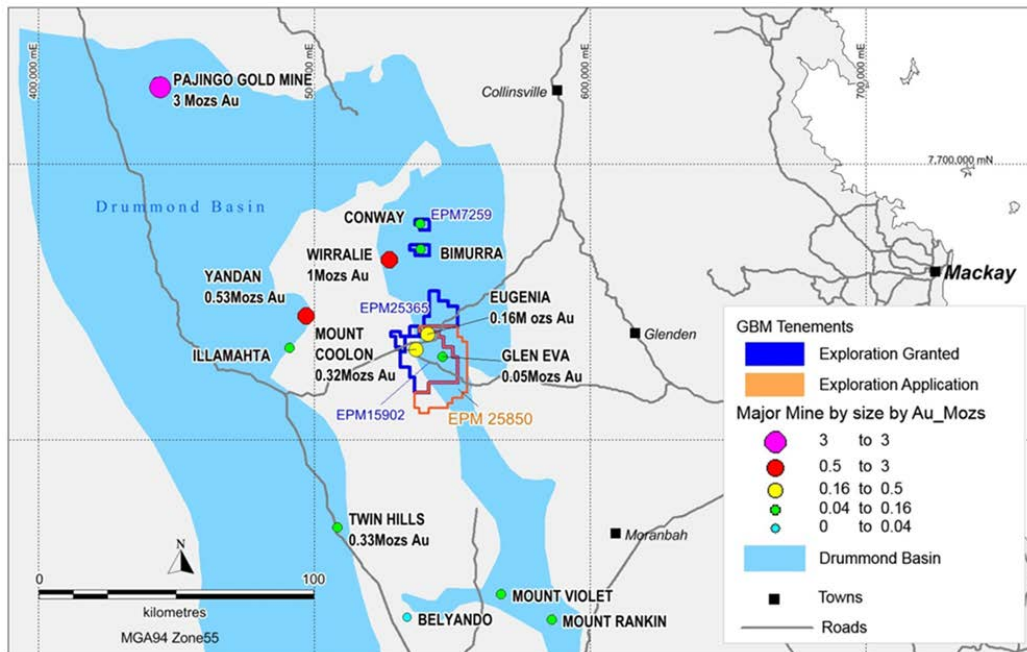 400,000 mE
500,000 mE
600,000 mE
700,000 mE
7,700,000 mN
PAJINGO GOLD MINE
3 Mozs Au
Collinsville
Drummond Basin
CONWAY
EPM7259
WIRRALIE
1Mozs Au
BIMURRA
YANDAN
0.53Mozs Au
Mackay
EPM25365
EUGENIA
0.16M ozs Au
MOUNT
COOLON
0.32Mozs Au
Glenden
ILLAMAHTA
GLEN EVA
0.05Mozs Au
EPM15902
EPM 25850
TWIN HILLS
0.33Mozs Au
Moranbah
MOUNT VIOLET
BELYANDO
MOUNT RANKIN
N
0
100
kilometres
MGA94 Zone55
GBM Tenements
Exploration Granted
Exploration Application
Major Mine by size by Au_Mozs
3 to 3
0.5 to 3
0.16 to 0.5
0.04 to 0.16
0 to 0.04
Drummond Basin
Towns
Roads